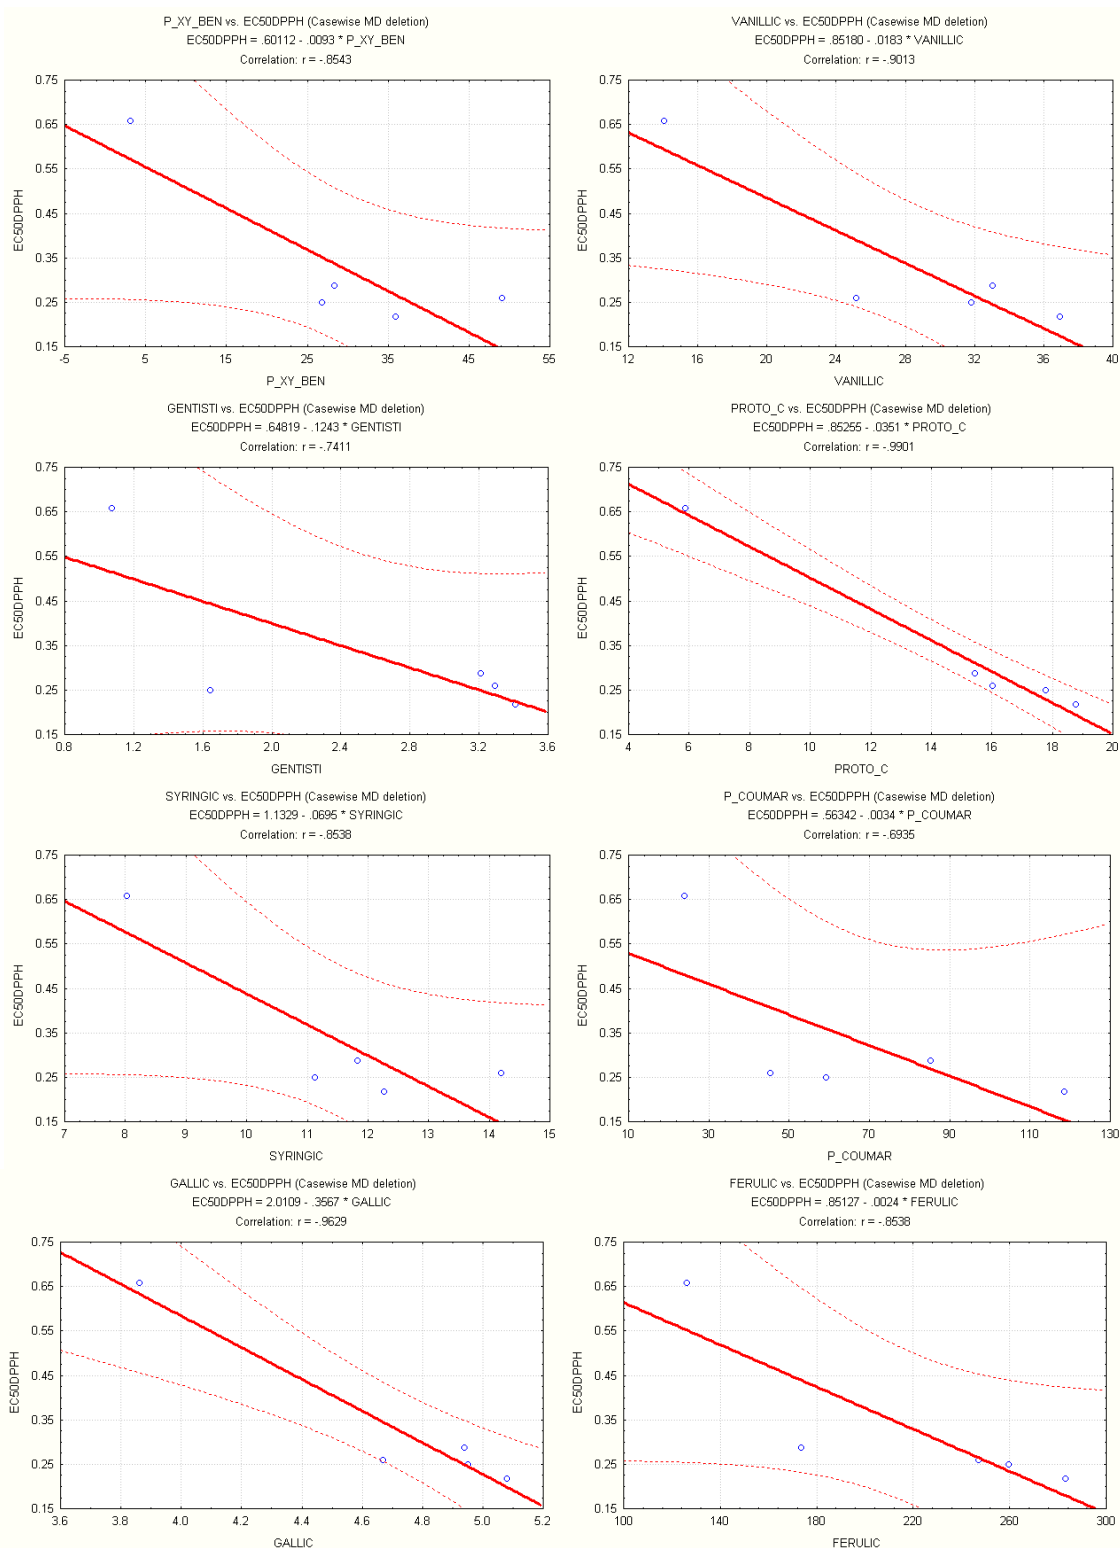 P_XY_BEN vs. EC50DPPH (Casewise MD deletion)
EC50DPPH = .60112 - .0093 * P_XY_BEN
Correlation: r = -.8543
0.75
0.65
0.55
0.45
0.35
0.25
0.15
EC50DPPH
-5 5 15 25 35 45 55
P_XY_BEN
VANILLIC vs. EC50DPPH (Casewise MD deletion)
EC50DPPH = .85180 - .0183 * VANILLIC
Correlation: r = -.9013
0.75
0.65
0.55
0.45
0.35
0.25
0.15
EC50DPPH
12 16 20 24 28 32 36 40
VANILLIC
GENTISTI vs. EC50DPPH (Casewise MD deletion)
EC50DPPH = .64819 - .1243 * GENTISTI
Correlation: r = -.7411
0.75
0.65
0.55
0.45
0.35
0.25
0.15
EC50DPPH
0.8 1.2 1.6 2.0 2.4 2.8 3.2 3.6
GENTISTI
PROTO_C vs. EC50DPPH (Casewise MD deletion)
EC50DPPH = .85255 - .0351 * PROTO_C
Correlation: r = -.9901
0.75
0.65
0.55
0.45
0.35
0.25
0.15
EC50DPPH
4 6 8 10 12 14 16 18 20
PROTO_C
SYRINGIC vs. EC50DPPH (Casewise MD deletion)
EC50DPPH = 1.1329 - .0695 * SYRINGIC
Correlation: r = -.8538
0.75
0.65
0.55
0.45
0.35
0.25
0.15
EC50DPPH
7 8 9 10 11 12 13 14 15
SYRINGIC
P_COUMAR vs. EC50DPPH (Casewise MD deletion)
EC50DPPH = .56342 - .0034 * P_COUMAR
Correlation: r = -.6935
0.75
0.65
0.55
0.45
0.35
0.25
0.15
EC50DPPH
10 30 50 70 90 110 130
P_COUMAR
GALLIC vs. EC50DPPH (Casewise MD deletion)
EC50DPPH = 2.0109 - .3567 * GALLIC
Correlation: r = -.9629
0.75
0.65
0.55
0.45
0.35
0.25
0.15
EC50DPPH
3.6 3.8 4.0 4.2 4.4 4.6 4.8 5.0 5.2
GALLIC
FERULIC vs. EC50DPPH (Casewise MD deletion)
EC50DPPH = .85127 - .0024 * FERULIC
Correlation: r = -.8538
0.75
0.65
0.55
0.45
0.35
0.25
0.15
EC50DPPH
100 140 180 220 260 300
FERULIC